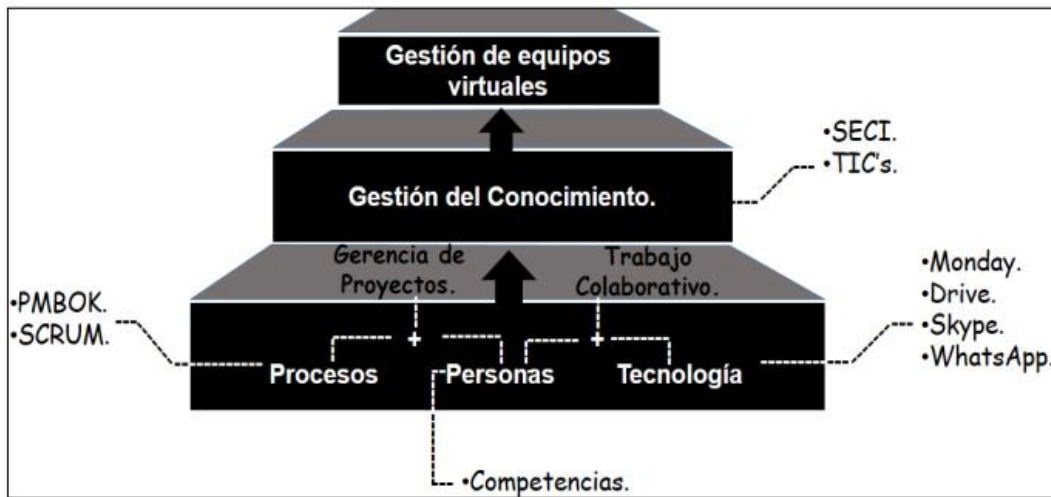 Gestión de equipos
virtuales
•SECI.
•TIC's.
Gestión del Conocimiento.
Gerencia de
Proyectos.
Trabajo
Colaborativo.
•PMBOK.
•SCRUM.
+
+
•Monday.
•Drive.
•Skype.
•WhatsApp.
Procesos
Personas
Tecnología
•Competencias.